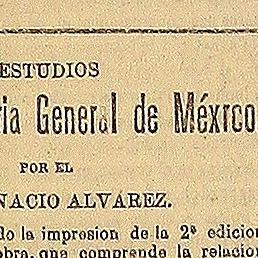 ESTUDIOS
ria General de Méxrco
POR EL
NACIO ALVAREZ.
do la impresion de la 2ª edicion
obra, que comprende la relacion